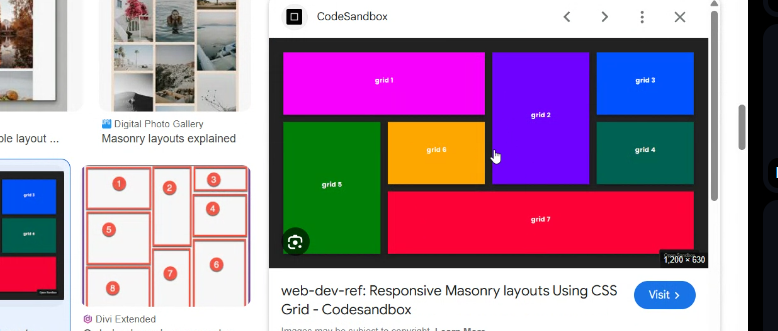 CodeSandbox
grid 1
grid 2
grid 3
grid 5
grid 6
grid 4
grid 7
1,200 × 630
web-dev-ref: Responsive Masonry layouts Using CSS
Grid - Codesandbox
Visit
Images may be subject to copyright. Learn More
Digital Photo Gallery
ple layout ...
Masonry layouts explained
grid 3
grid 4
1
2
3
4
5
6
7
8
Divi Extended